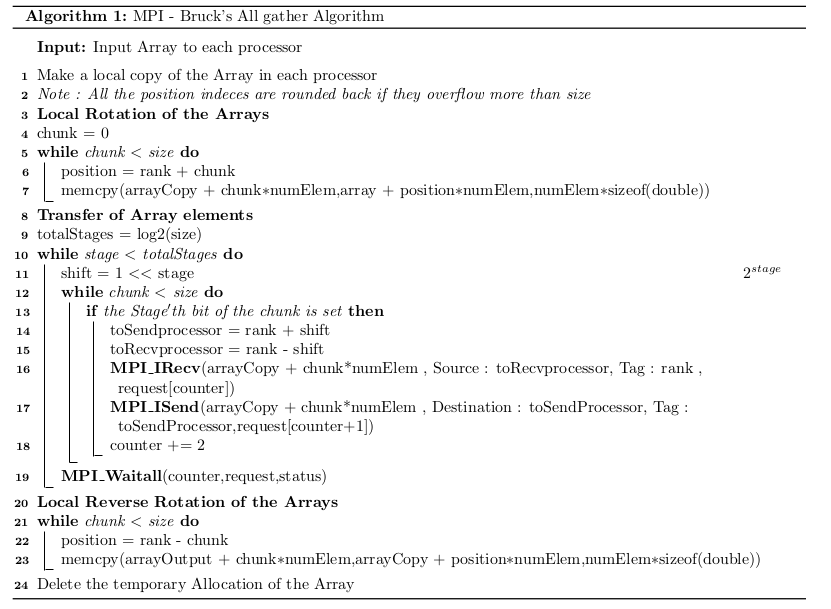 Algorithm 1: MPI - Bruck's All gather Algorithm
Input: Input Array to each processor
1 Make a local copy of the Array in each processor
2 Note : All the position indeces are rounded back if they overflow more than size
3 Local Rotation of the Arrays
4 chunk = 0
5 while chunk < size do
6 position = rank + chunk
7 memcpy(arrayCopy + chunk*numElem,array + position*numElem,numElem*sizeof(double))
8 Transfer of Array elements
9 totalStages = log2(size)
10 while stage < totalStages do
11 shift = 1 << stage 2^stage
12 while chunk < size do
13 if the Stage'th bit of the chunk is set then
14 toSendprocessor = rank + shift
15 toRecvprocessor = rank - shift
16 MPI_IRecv(arrayCopy + chunk*numElem , Source : toRecvprocessor, Tag : rank ,
request[counter])
17 MPI_ISend(arrayCopy + chunk*numElem , Destination : toSendProcessor, Tag :
toSendProcessor,request[counter+1])
18 counter += 2
19 MPI_Waitall(counter,request,status)
20 Local Reverse Rotation of the Arrays
21 while chunk < size do
22 position = rank - chunk
23 memcpy(arrayOutput + chunk*numElem,arrayCopy + position*numElem,numElem*sizeof(double))
24 Delete the temporary Allocation of the Array